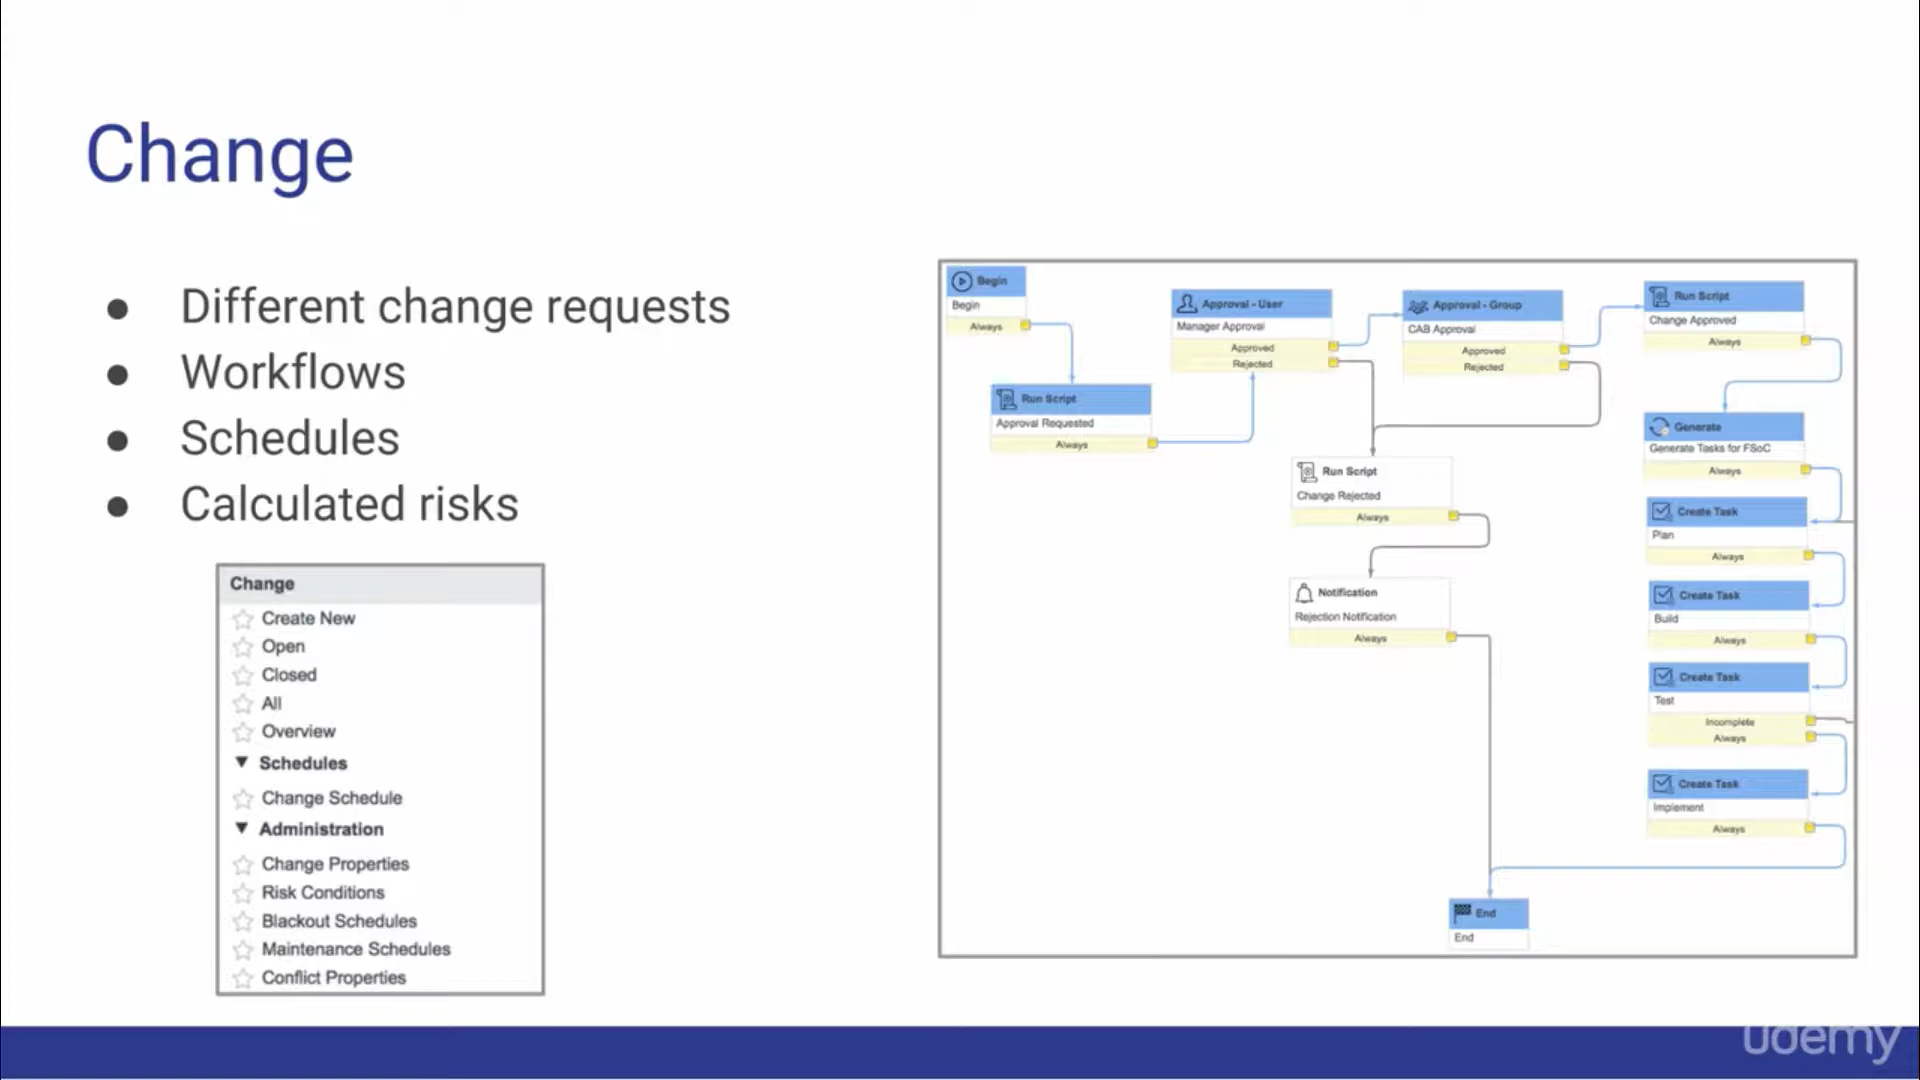 Change
Different change requests
Workflows
Schedules
Calculated risks
Change
Create New
Open
Closed
All
Overview
Schedules
Change Schedule
Administration
Change Properties
Risk Conditions
Blackout Schedules
Maintenance Schedules
Conflict Properties
Begin
Begin
Always
Run Script
Approval Requested
Always
Approval - User
Manager Approval
Approved
Rejected
Approval - Group
CAB Approval
Approved
Rejected
Run Script
Change Approved
Always
Run Script
Change Rejected
Always
Notification
Rejection Notification
Always
Generate
Generate Tasks for FSoC
Always
Create Task
Plan
Always
Create Task
Build
Always
Create Task
Test
Incomplete
Always
Create Task
Implement
Always
End
End
udemy